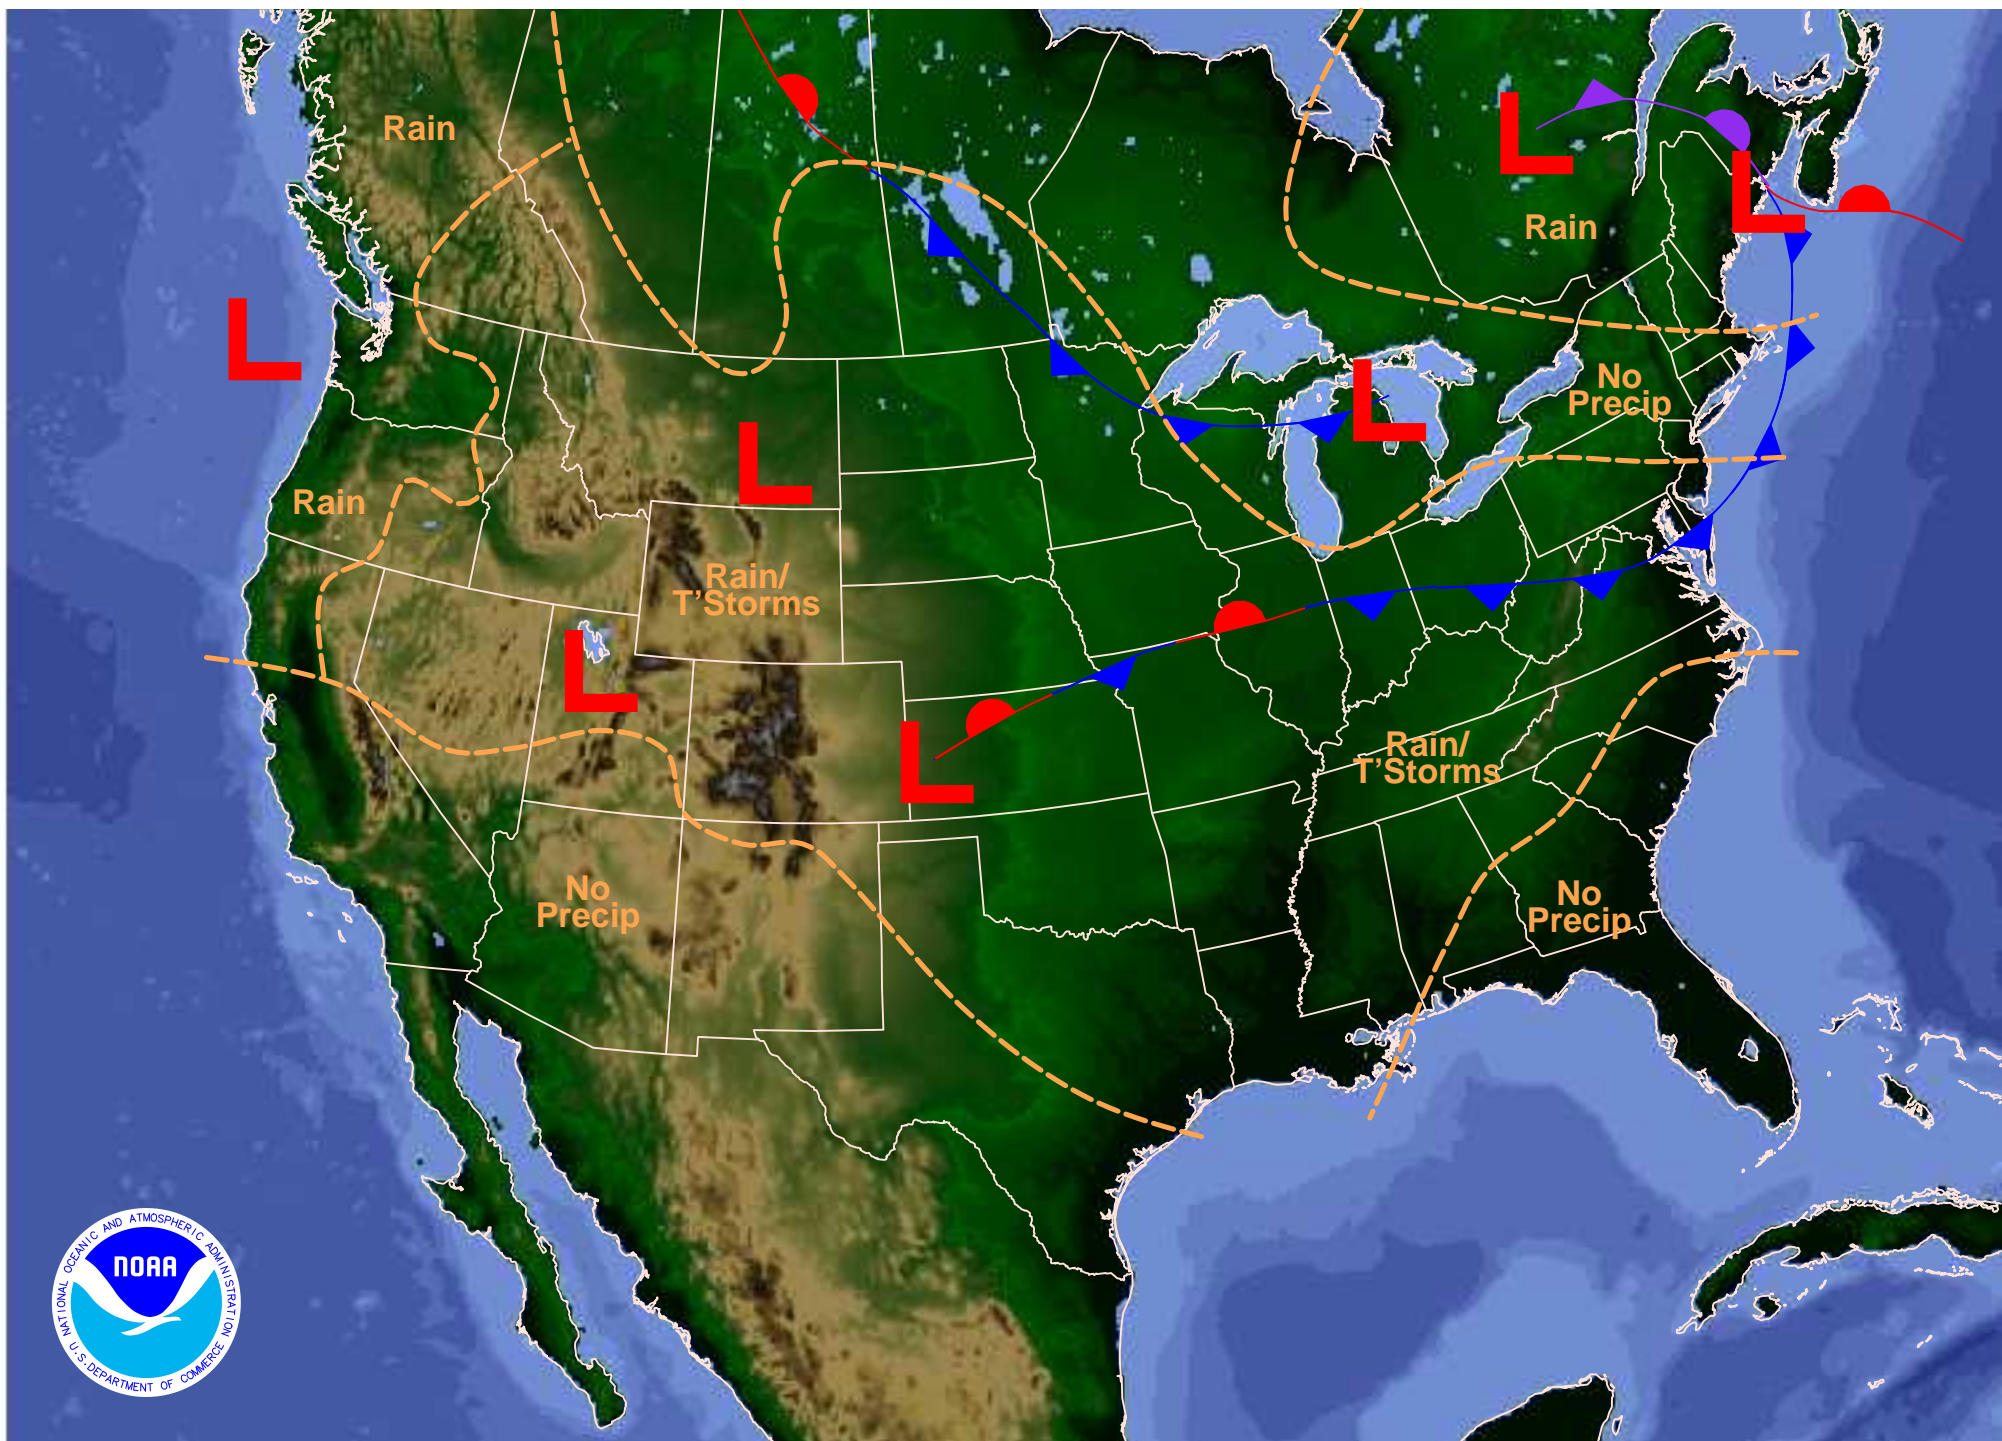 L
Rain
L
Rain
L
L
No
Precip
L
Rain
L
Rain/
T'Storms
L
L
Rain/
T'Storms
No
Precip
No
Precip
NATIONAL OCEANIC AND ATMOSPHERIC ADMINISTRATION
NOAA
U.S. DEPARTMENT OF COMMERCE